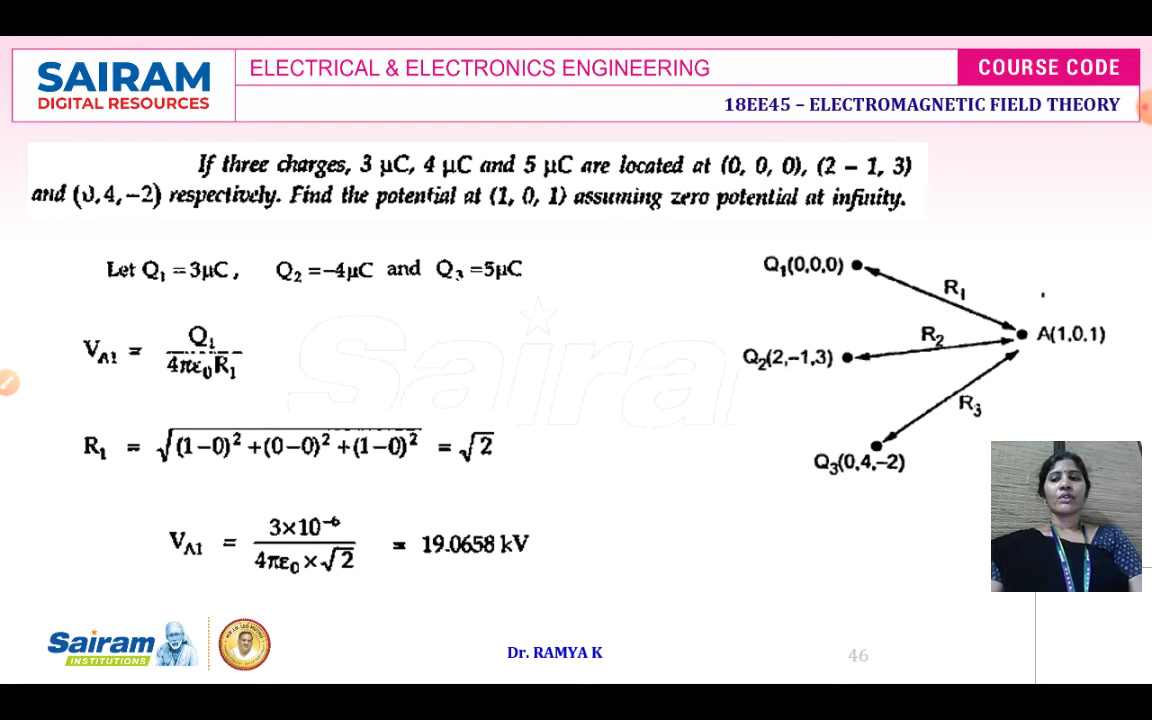 SAIRAM
DIGITAL RESOURCES
ELECTRICAL & ELECTRONICS ENGINEERING
COURSE CODE
18EE45 – ELECTROMAGNETIC FIELD THEORY
If three charges, 3 μC, 4 μC and 5 μC are located at (0, 0, 0), (2 – 1, 3)
and (0, 4, –2) respectively. Find the potential at (1, 0, 1) assuming zero potential at infinity.
Let Q₁ = 3μC, Q₂ = –4μC and Q₃ = 5μC
V_A1 = Q₁ / 4πε₀R₁
R₁ = √((1–0)² + (0–0)² + (1–0)²) = √2
V_A1 = 3×10⁻⁶ / 4πε₀ × √2 = 19.0658 kV
Q₁(0,0,0)
R₁
R₂
A(1,0,1)
Q₂(2,–1,3)
R₃
Q₃(0,4,–2)
Sairam
INSTITUTIONS
Dr. RAMYA K
46